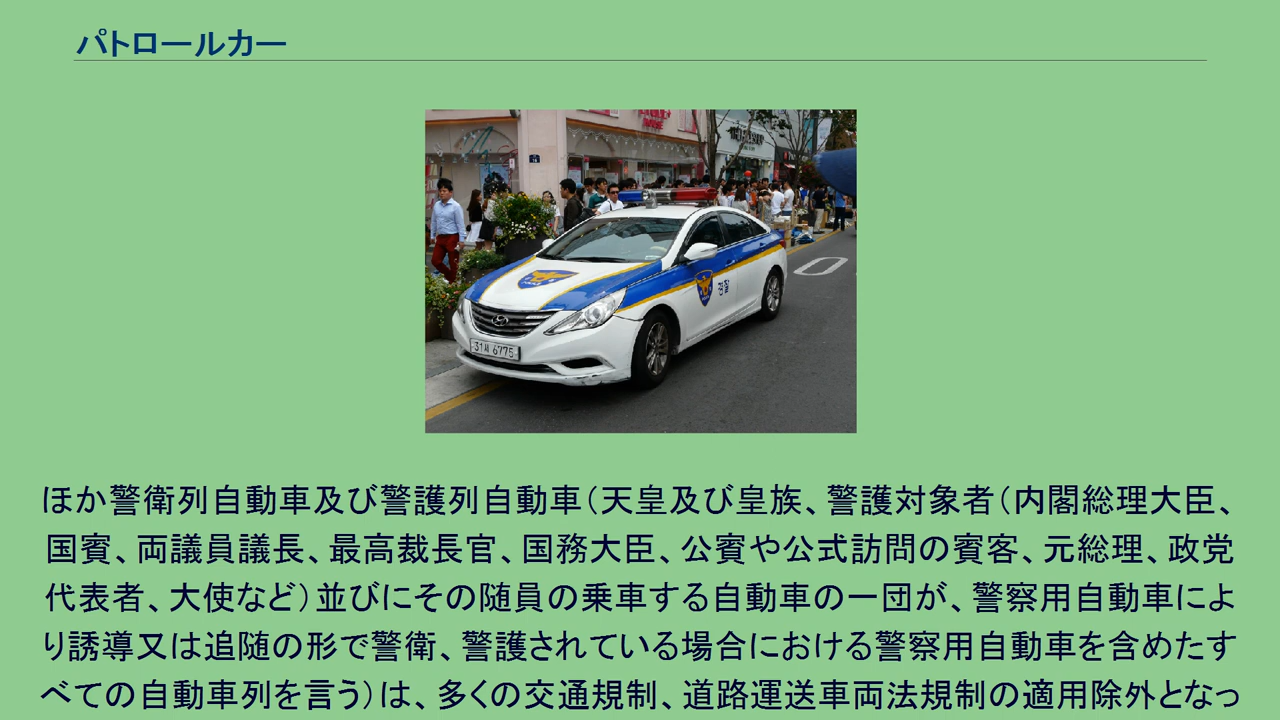 パトロールカー
31서 6775
경찰
ほか警衛列自動車及び警護列自動車（天皇及び皇族、警護対象者（内閣総理大臣、
国賓、両議員議長、最高裁長官、国務大臣、公賓や公式訪問の賓客、元総理、政党
代表者、大使など）並びにその随員の乗車する自動車の一団が、警察用自動車によ
り誘導又は追随の形で警衛、警護されている場合における警察用自動車を含めたす
べての自動車列を言う）は、多くの交通規制、道路運送車両法規制の適用除外となっ